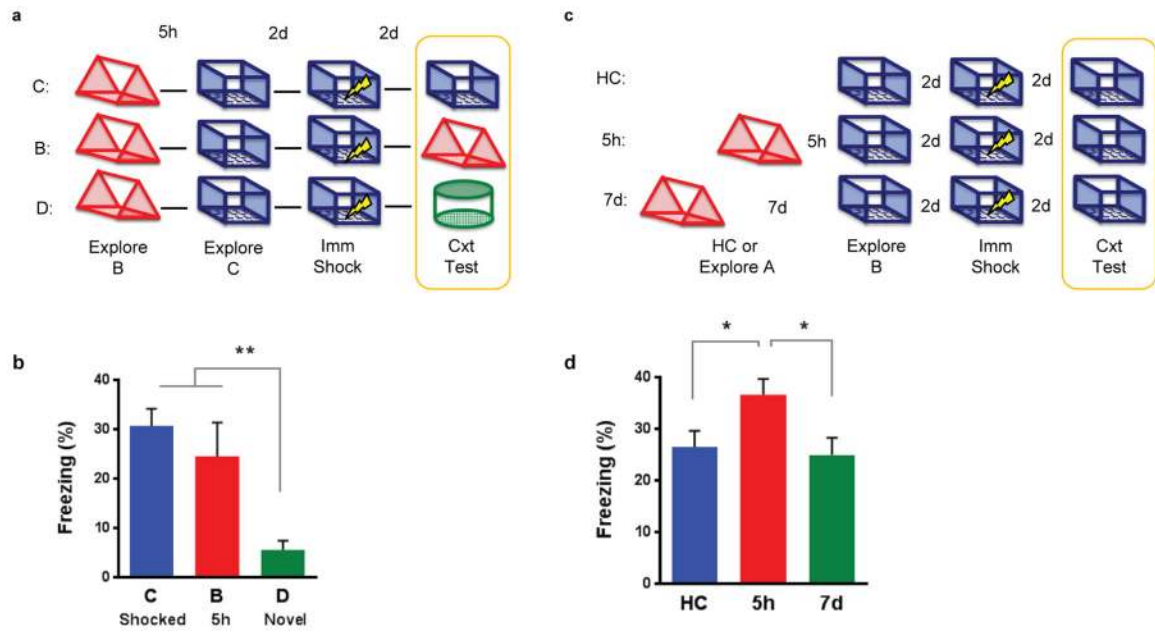 a
5h 2d 2d
C:
B:
D:
Explore Explore Imm Cxt
B C Shock Test
c
HC: 2d 2d
5h: 5h 2d 2d
7d: 7d 2d 2d
HC or Explore Imm Cxt
Explore A B Shock Test
b
**
Freezing (%)
40
30
20
10
0
C B D
Shocked 5h Novel
d
* *
Freezing (%)
40
30
20
10
0
HC 5h 7d